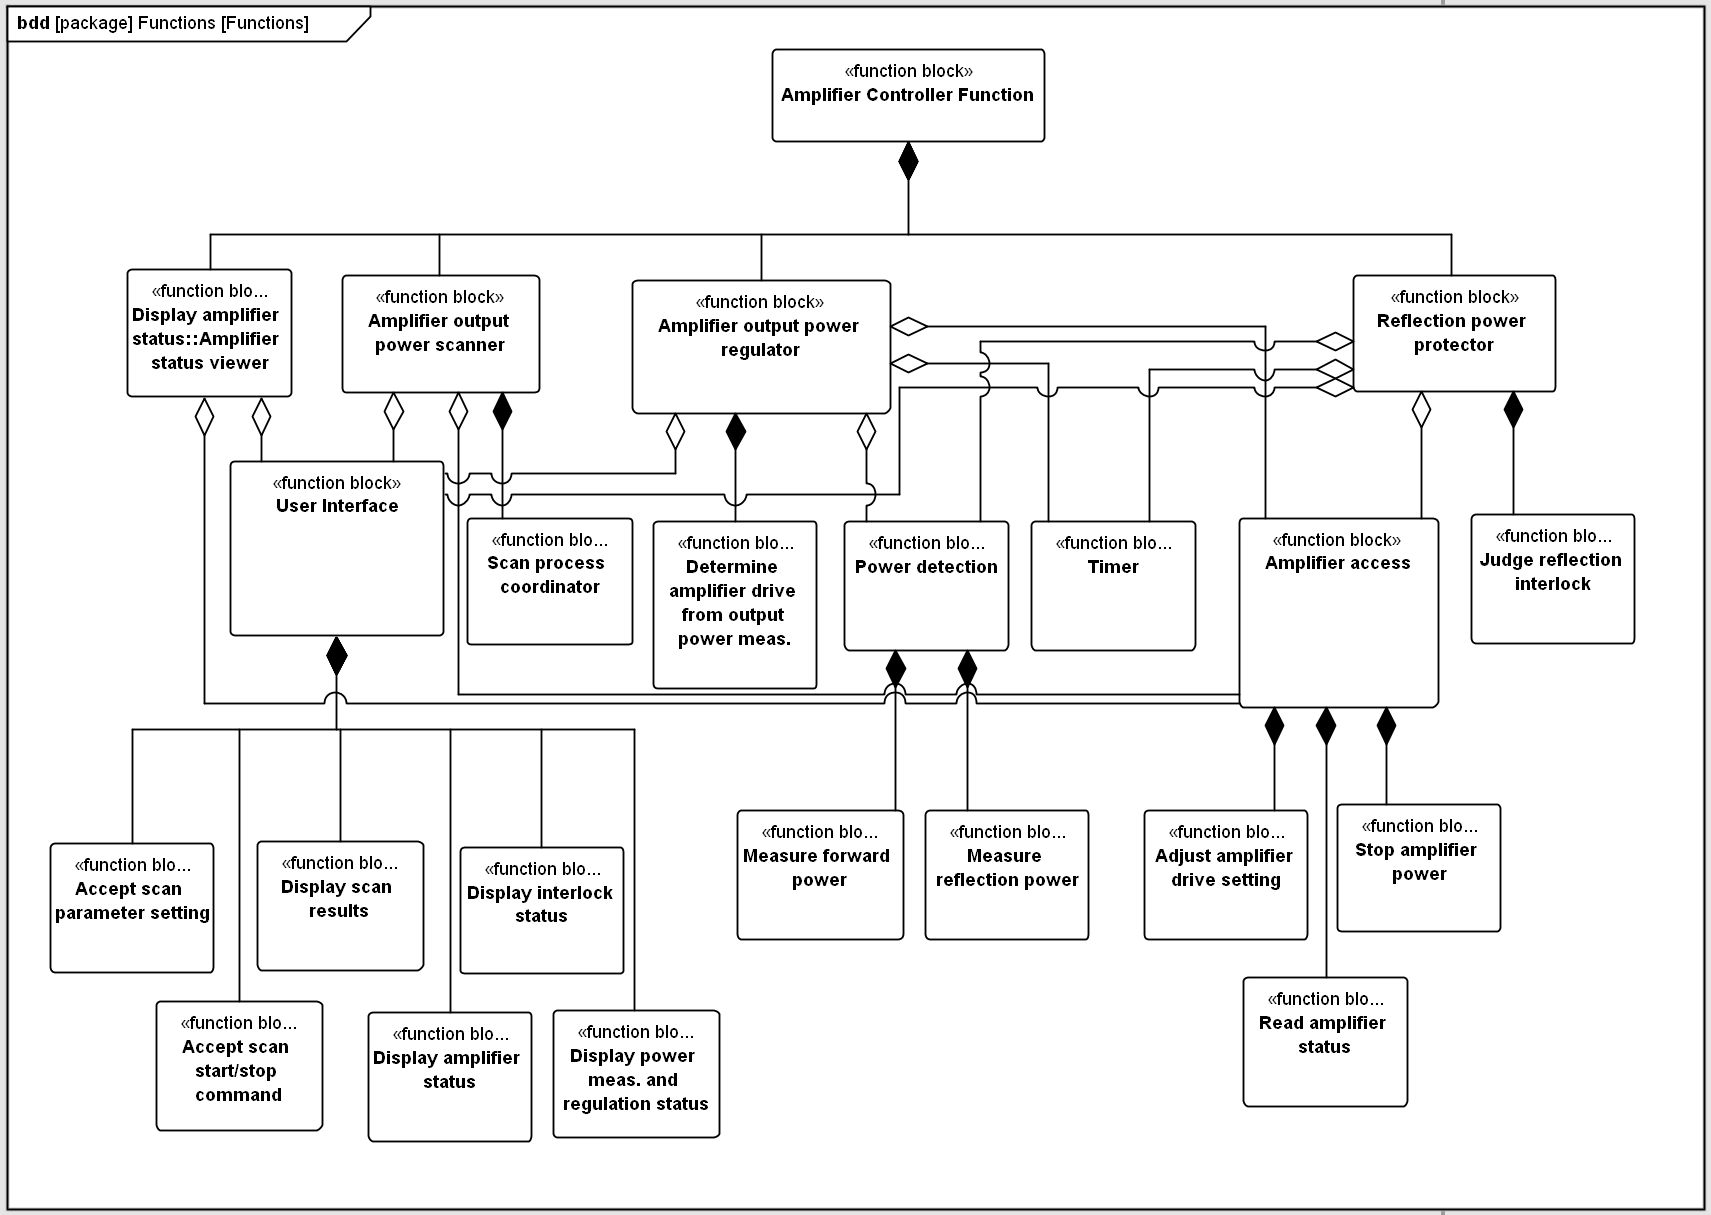 bdd [package] Functions [Functions]
«function block»
Amplifier Controller Function
«function blo...
Display amplifier
status::Amplifier
status viewer
«function block»
Amplifier output
power scanner
«function block»
Amplifier output power
regulator
«function block»
Reflection power
protector
«function block»
User Interface
«function blo...
Scan process
coordinator
«function blo...
Determine
amplifier drive
from output
power meas.
«function blo...
Power detection
«function blo...
Timer
«function block»
Amplifier access
«function blo...
Judge reflection
interlock
«function blo...
Accept scan
parameter setting
«function blo...
Display scan
results
«function blo...
Display interlock
status
«function blo...
Measure forward
power
«function blo...
Measure
reflection power
«function blo...
Adjust amplifier
drive setting
«function blo...
Stop amplifier
power
«function blo...
Accept scan
start/stop
command
«function blo...
Display amplifier
status
«function blo...
Display power
meas. and
regulation status
«function blo...
Read amplifier
status